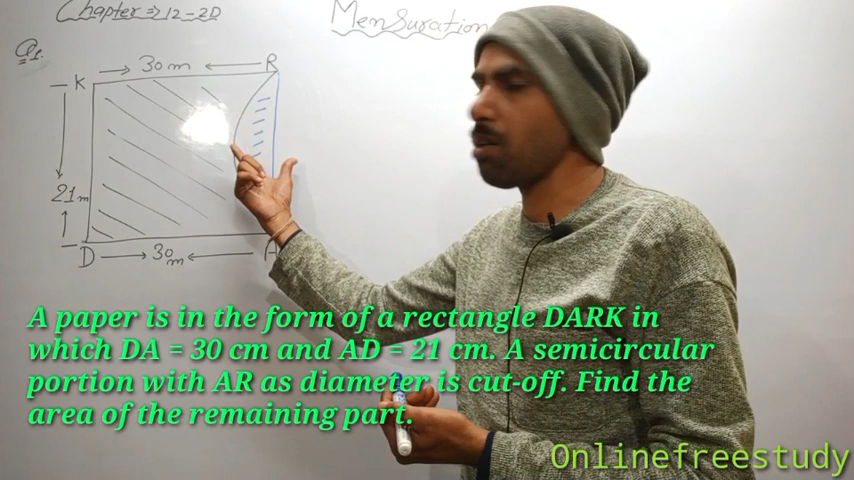 Chapter ⇒ 12-2D
Mensuration
Q1.
K → 30m ← R
21m
D → 30m ← A
A paper is in the form of a rectangle DARK in
which DA = 30 cm and AD = 21 cm. A semicircular
portion with AR as diameter is cut-off. Find the
area of the remaining part.
Onlinefreestudy